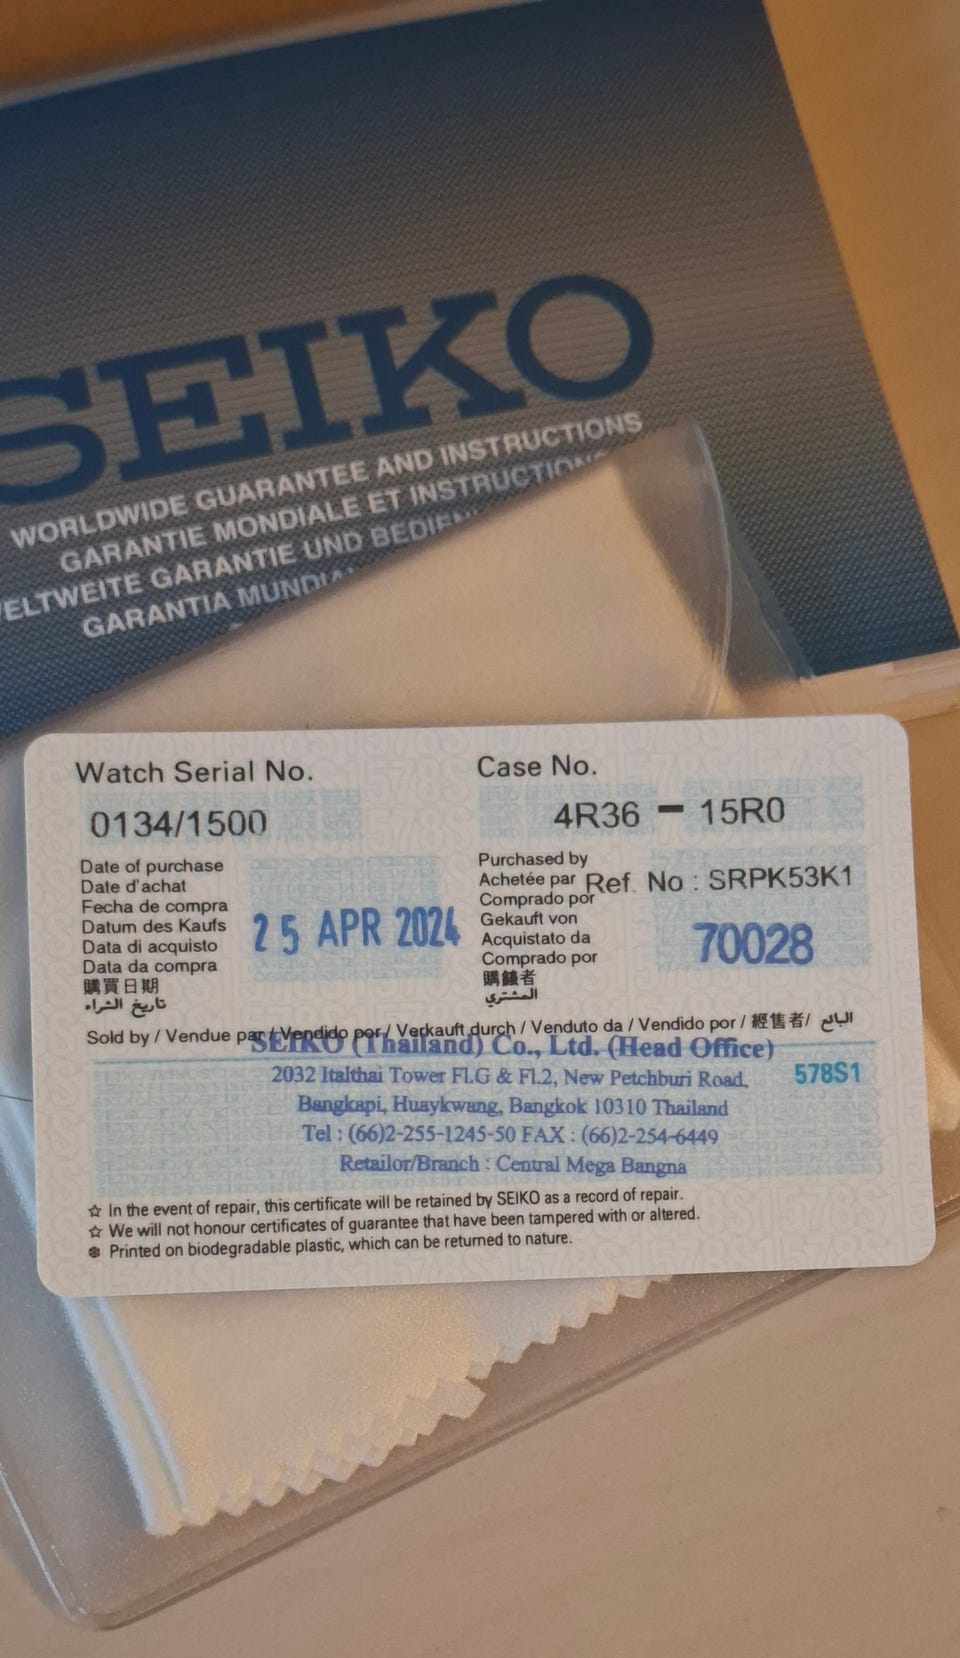 SEIKO
WORLDWIDE GUARANTEE AND INSTRUCTIONS
GARANTIE MONDIALE ET INSTRUCTIONS
WELTWEITE GARANTIE UND
GARANTIA
Watch Serial No.
0134/1500
Case No.
4R36 - 15R0
Date of purchase
Date d'achat
Fecha de compra
Datum des Kaufs
Data di acquisto
Data da compra
購買日期
تاريخ الشراء
25 APR 2024
Purchased by
Achetée par
Comprado por
Gekauft von
Acquistato da
Comprado por
購錶者
المشتري
Ref. No : SRPK53K1
70028
Sold by / Vendue par / Vendido por / Verkauft durch / Venduto da / Vendido por / 經售者 / البائع
SEIKO (Thailand) Co., Ltd. (Head Office)
2032 Italthai Tower Fl.G & Fl.2, New Petchburi Road,
578S1
Bangkapi, Huaykwang, Bangkok 10310 Thailand
Tel : (66)2-255-1245-50 FAX : (66)2-254-6449
Retailor/Branch : Central Mega Bangna
☆ In the event of repair, this certificate will be retained by SEIKO as a record of repair.
☆ We will not honour certificates of guarantee that have been tampered with or altered.
❄ Printed on biodegradable plastic, which can be returned to nature.